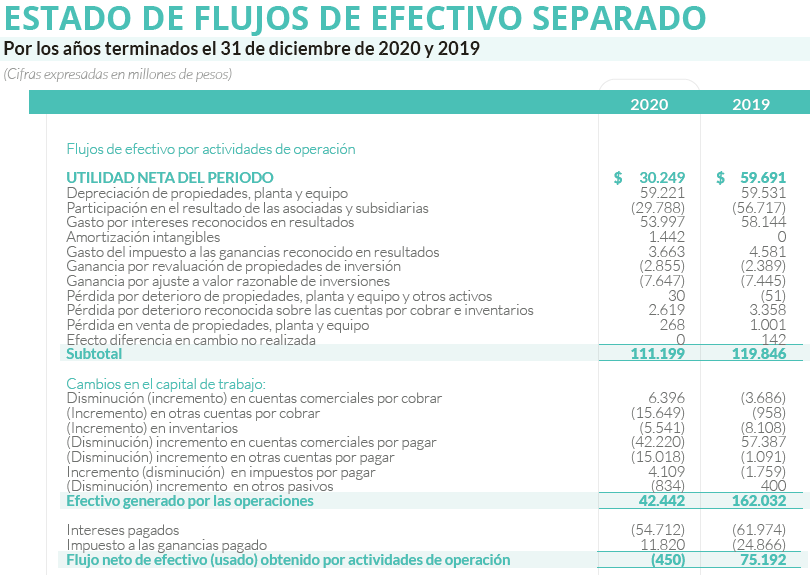 ESTADO DE FLUJOS DE EFECTIVO SEPARADO
Por los años terminados el 31 de diciembre de 2020 y 2019
(Cifras expresadas en millones de pesos)
2020 2019
Flujos de efectivo por actividades de operación
UTILIDAD NETA DEL PERIODO $ 30.249 $ 59.691
Depreciación de propiedades, planta y equipo 59.221 59.531
Participación en el resultado de las asociadas y subsidiarias (29.788) (56.717)
Gasto por intereses reconocidos en resultados 53.997 58.144
Amortización intangibles 1.442 0
Gasto del impuesto a las ganancias reconocido en resultados 3.663 4.581
Ganancia por revaluación de propiedades de inversión (2.855) (2.389)
Ganancia por ajuste a valor razonable de inversiones (7.647) (7.445)
Pérdida por deterioro de propiedades, planta y equipo y otros activos 30 (51)
Pérdida por deterioro reconocida sobre las cuentas por cobrar e inventarios 2.619 3.358
Pérdida en venta de propiedades, planta y equipo 268 1.001
Efecto diferencia en cambio no realizada 0 142
Subtotal 111.199 119.846
Cambios en el capital de trabajo:
Disminución (incremento) en cuentas comerciales por cobrar 6.396 (3.686)
(Incremento) en otras cuentas por cobrar (15.649) (958)
(Incremento) en inventarios (5.541) (8.108)
(Disminución) incremento en cuentas comerciales por pagar (42.220) 57.387
(Disminución) incremento en otras cuentas por pagar (15.018) (1.091)
Incremento (disminución) en impuestos por pagar 4.109 (1.759)
(Disminución) incremento en otros pasivos (834) 400
Efectivo generado por las operaciones 42.442 162.032
Intereses pagados (54.712) (61.974)
Impuesto a las ganancias pagado 11.820 (24.866)
Flujo neto de efectivo (usado) obtenido por actividades de operación (450) 75.192